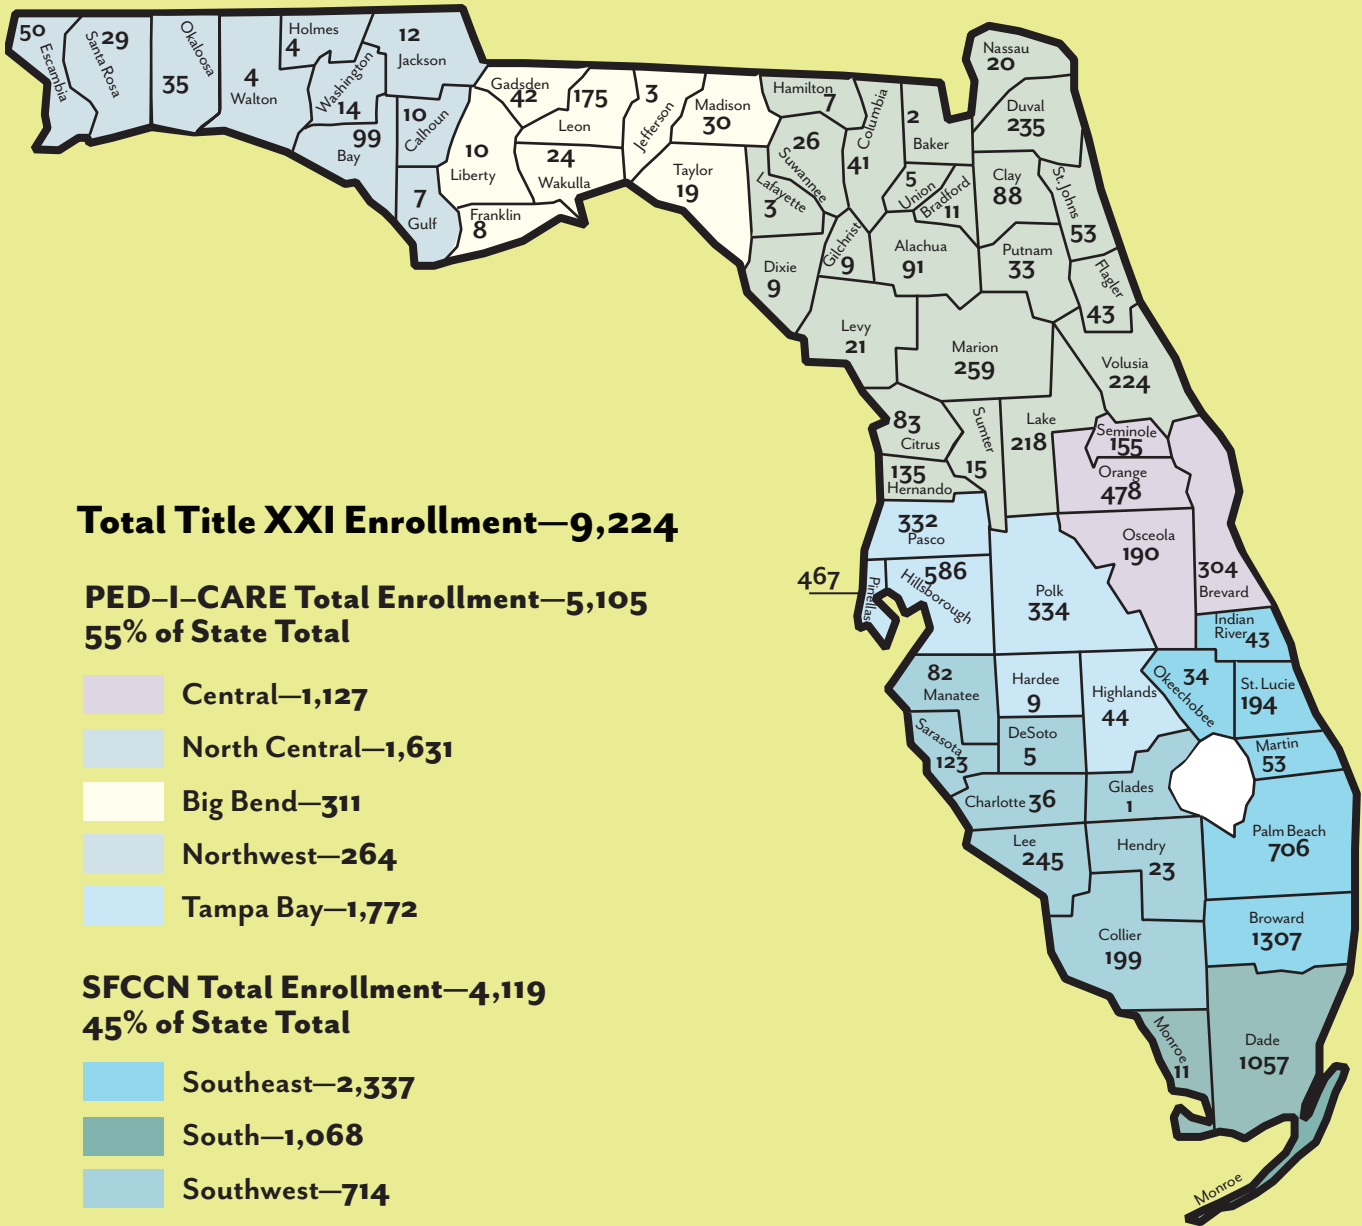 50
Escambia
29
Santa Rosa
Okaloosa
35
4
Walton
Holmes
4
Washington
14
12
Jackson
99
Bay
10
Calhoun
7
Gulf
Gadsden
42
175
Leon
10
Liberty
24
Wakulla
Franklin
8
3
Jefferson
Madison
30
Taylor
19
Hamilton
7
26
Suwannee
Lafayette
3
Columbia
41
2
Baker
Nassau
20
Duval
235
5
Union
Bradford
11
Clay
88
St. Johns
53
Dixie
9
Gilchrist
9
Alachua
91
Putnam
33
Flagler
43
Levy
21
Marion
259
Volusia
224
83
Citrus
Sumter
15
Lake
218
Seminole
155
135
Hernando
Orange
478
332
Pasco
Osceola
190
304
Brevard
467
Pinellas
586
Hillsborough
Polk
334
Indian
River 43
82
Manatee
Hardee
9
Highlands
44
34
Okeechobee
St. Lucie
194
Sarasota
123
DeSoto
5
Martin
53
Charlotte 36
Glades
1
Palm Beach
706
Lee
245
Hendry
23
Collier
199
Broward
1307
Monroe
11
Dade
1057
Monroe
Total Title XXI Enrollment—9,224
PED–I–CARE Total Enrollment—5,105
55% of State Total
Central—1,127
North Central—1,631
Big Bend—311
Northwest—264
Tampa Bay—1,772
SFCCN Total Enrollment—4,119
45% of State Total
Southeast—2,337
South—1,068
Southwest—714